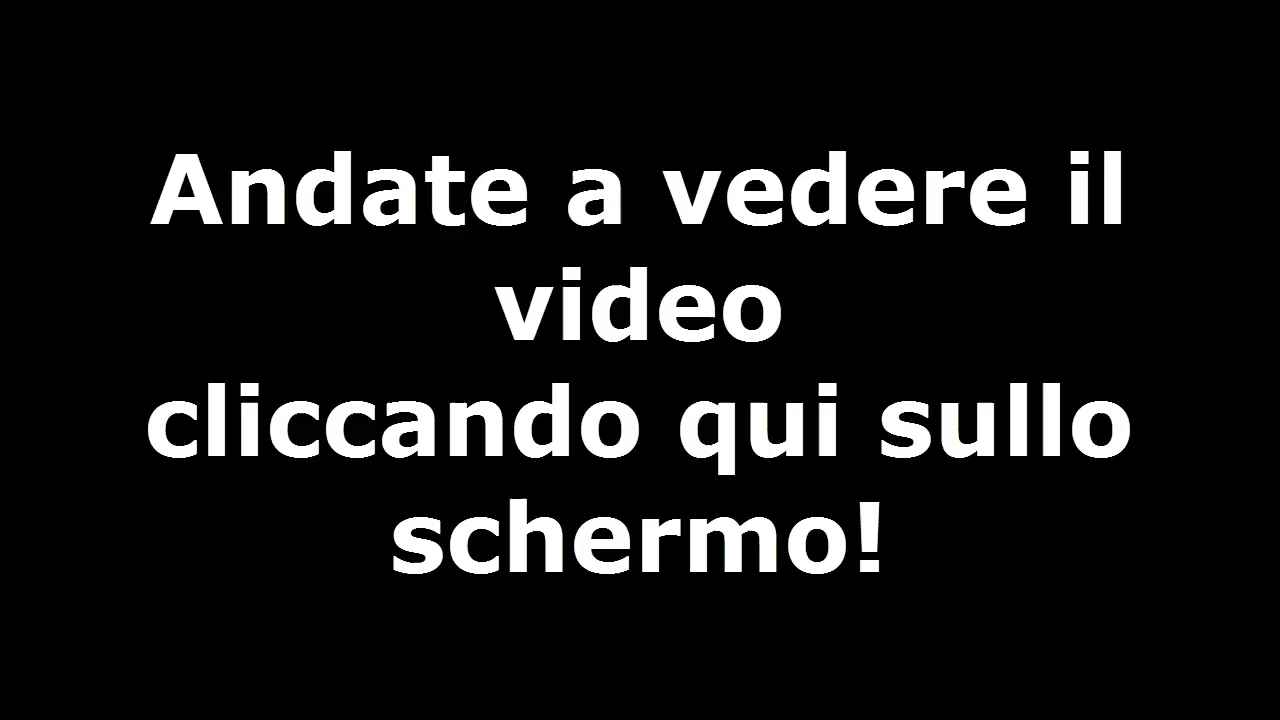 Andate a vedere il
video
cliccando qui sullo
schermo!